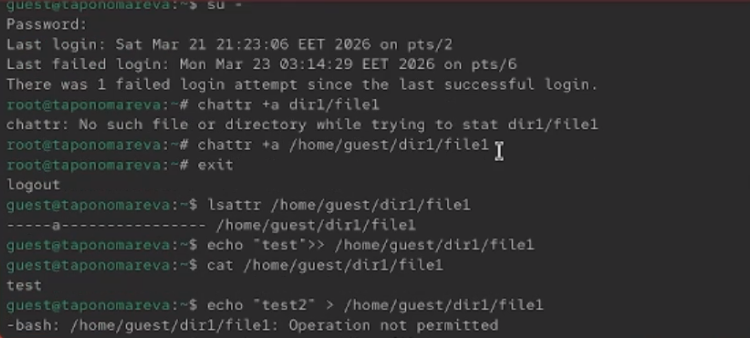 guest@taponomareva:~$ su -
Password:
Last login: Sat Mar 21 21:23:06 EET 2026 on pts/2
Last failed login: Mon Mar 23 03:14:29 EET 2026 on pts/6
There was 1 failed login attempt since the last successful login.
root@taponomareva:~# chattr +a dir1/file1
chattr: No such file or directory while trying to stat dir1/file1
root@taponomareva:~# chattr +a /home/guest/dir1/file1
root@taponomareva:~# exit
logout
guest@taponomareva:~$ lsattr /home/guest/dir1/file1
-----a---------------- /home/guest/dir1/file1
guest@taponomareva:~$ echo "test">> /home/guest/dir1/file1
guest@taponomareva:~$ cat /home/guest/dir1/file1
test
guest@taponomareva:~$ echo "test2" > /home/guest/dir1/file1
-bash: /home/guest/dir1/file1: Operation not permitted